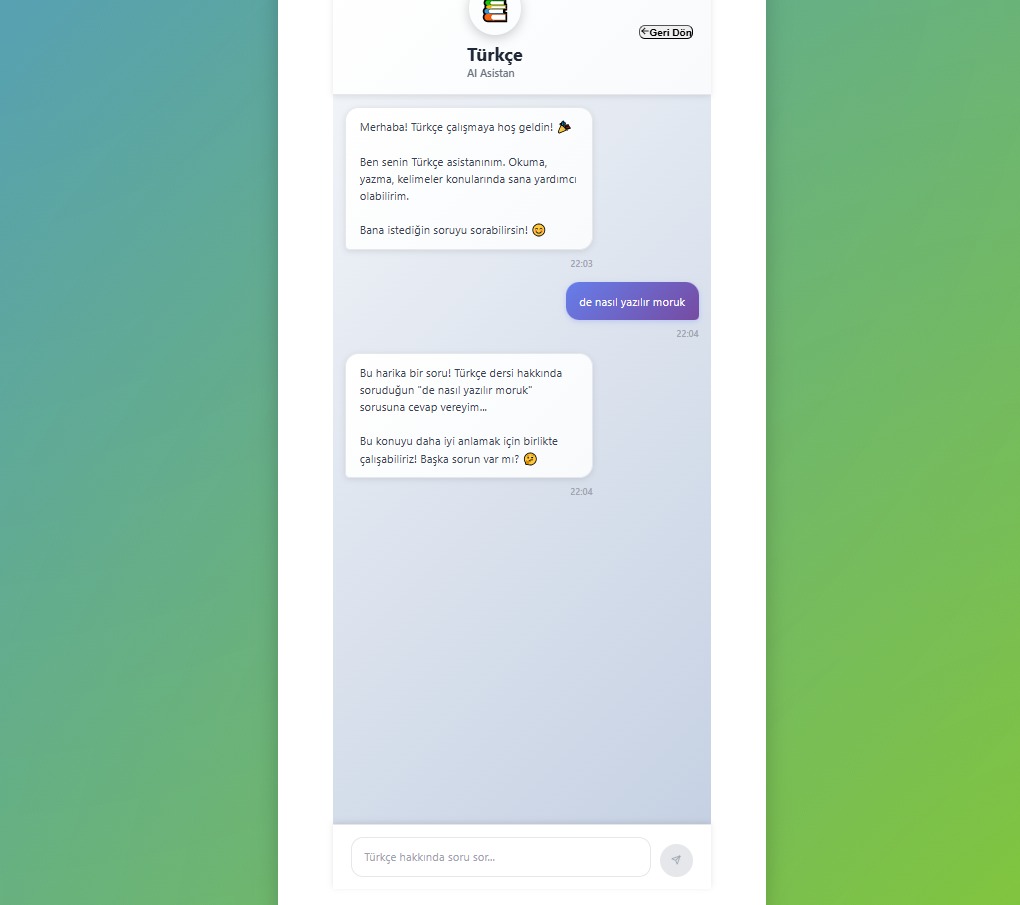 Türkçe
AI Asistan
←Geri Dön
Merhaba! Türkçe çalışmaya hoş geldin! 🎉
Ben senin Türkçe asistanınım. Okuma,
yazma, kelimeler konularında sana yardımcı
olabilirim.
Bana istediğin soruyu sorabilirsin! 😊
22:03
de nasıl yazılır moruk
22:04
Bu harika bir soru! Türkçe dersi hakkında
soruduğun "de nasıl yazılır moruk"
sorusuna cevap vereyim...
Bu konuyu daha iyi anlamak için birlikte
çalışabiliriz! Başka sorun var mı? 🤔
22:04
Türkçe hakkında soru sor...